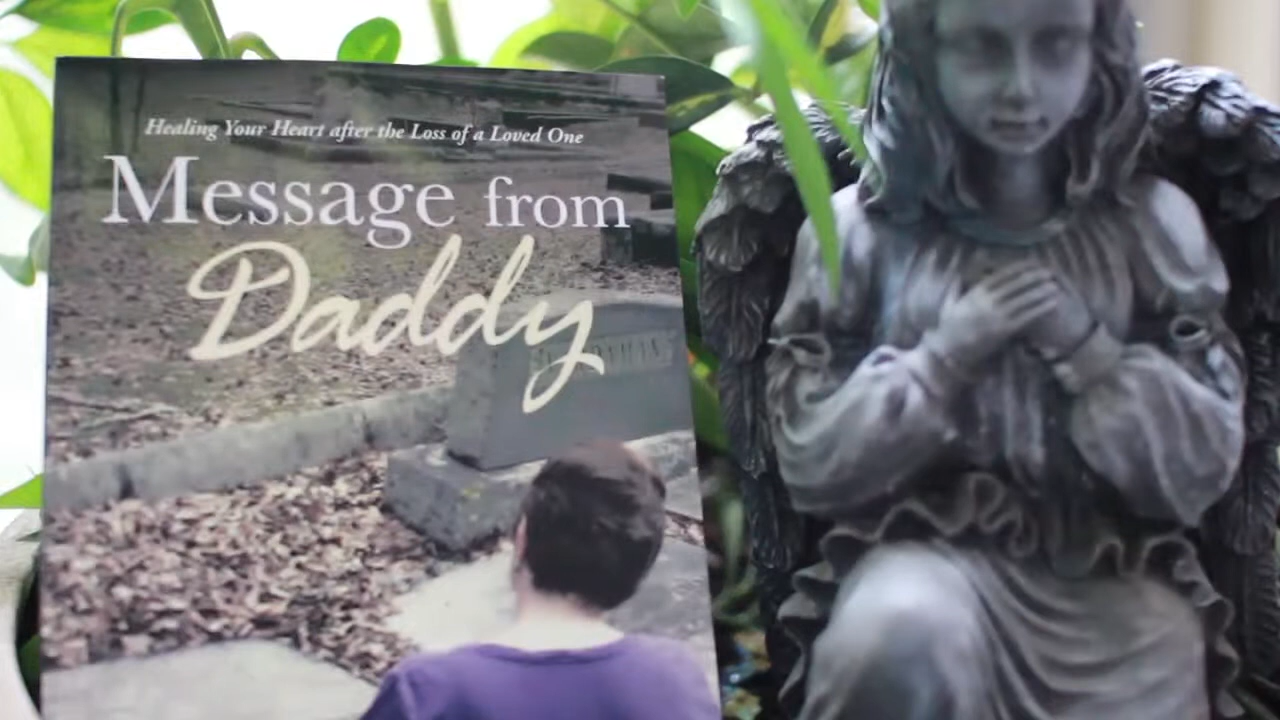 Healing Your Heart after the Loss of a Loved One
Message from
Daddy